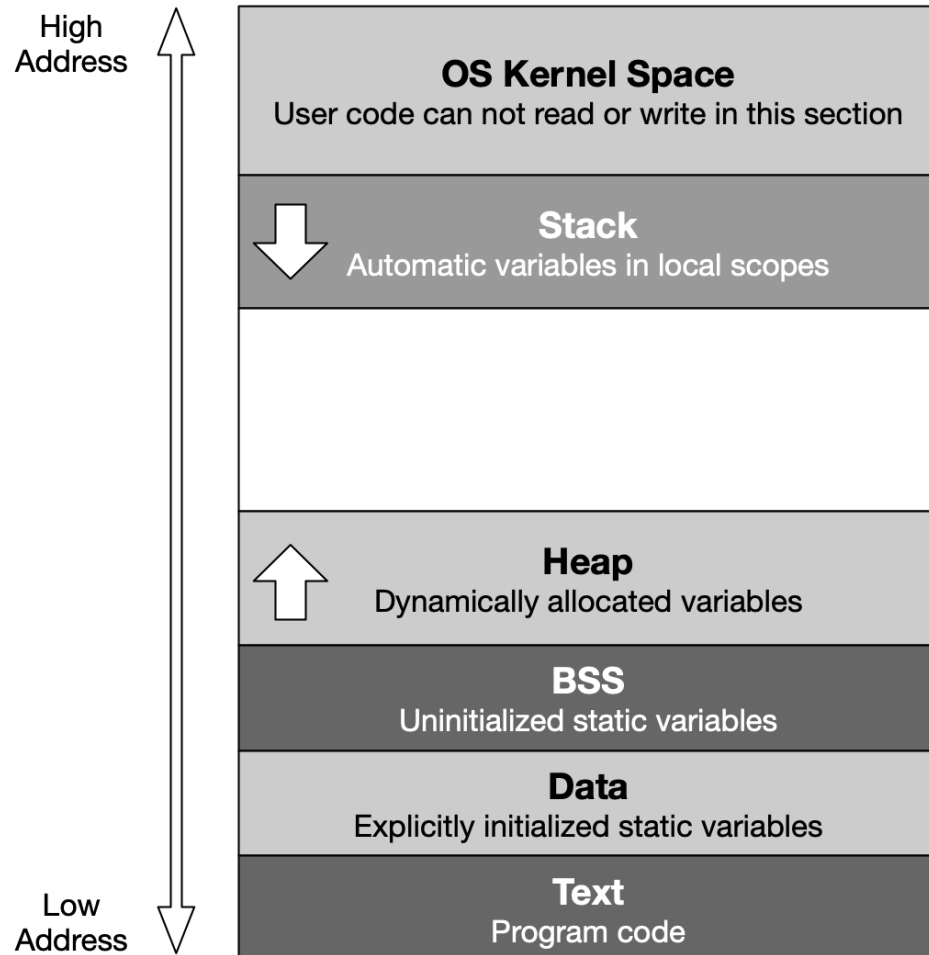 High
Address
OS Kernel Space
User code can not read or write in this section
Stack
Automatic variables in local scopes
Heap
Dynamically allocated variables
BSS
Uninitialized static variables
Data
Explicitly initialized static variables
Text
Program code
Low
Address